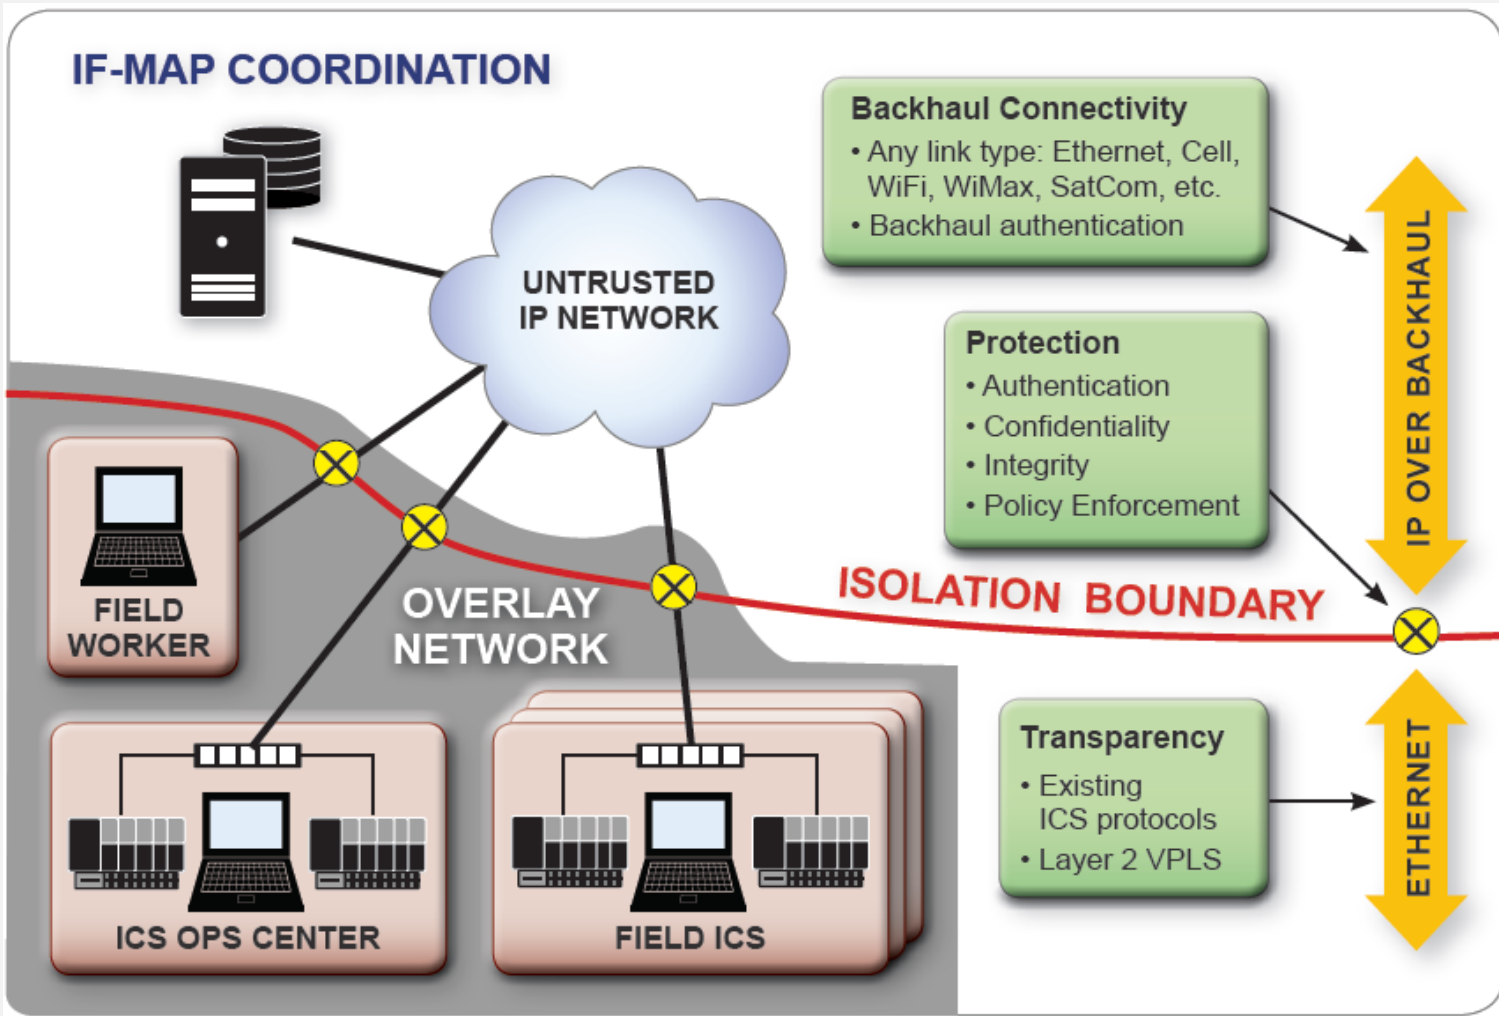 IF-MAP COORDINATION
UNTRUSTED
IP NETWORK
Backhaul Connectivity
• Any link type: Ethernet, Cell,
WiFi, WiMax, SatCom, etc.
• Backhaul authentication
IP OVER BACKHAUL
Protection
• Authentication
• Confidentiality
• Integrity
• Policy Enforcement
ISOLATION BOUNDARY
FIELD
WORKER
OVERLAY
NETWORK
Transparency
• Existing
ICS protocols
• Layer 2 VPLS
ETHERNET
ICS OPS CENTER
FIELD ICS